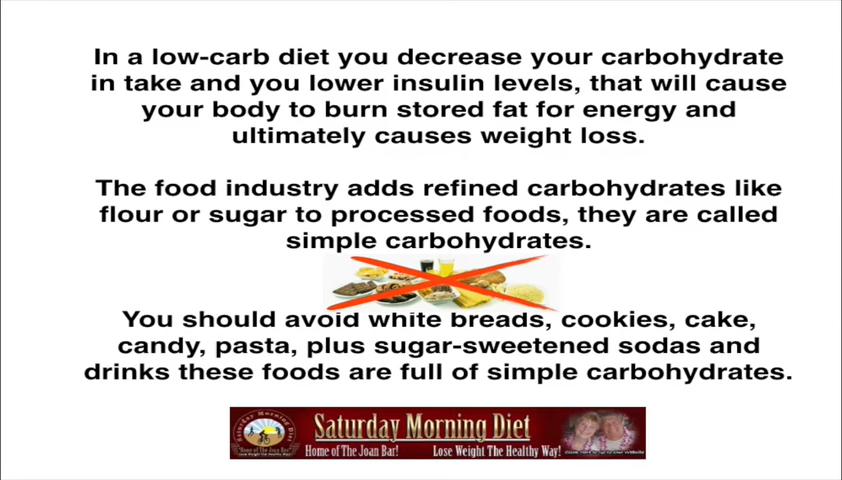 In a low-carb diet you decrease your carbohydrate
in take and you lower insulin levels, that will cause
your body to burn stored fat for energy and
ultimately causes weight loss.
The food industry adds refined carbohydrates like
flour or sugar to processed foods, they are called
simple carbohydrates.
You should avoid white breads, cookies, cake,
candy, pasta, plus sugar-sweetened sodas and
drinks these foods are full of simple carbohydrates.
Saturday Morning Diet
Saturday Morning Diet
Home of The Joan Bar!
Lose Weight The Healthy Way!